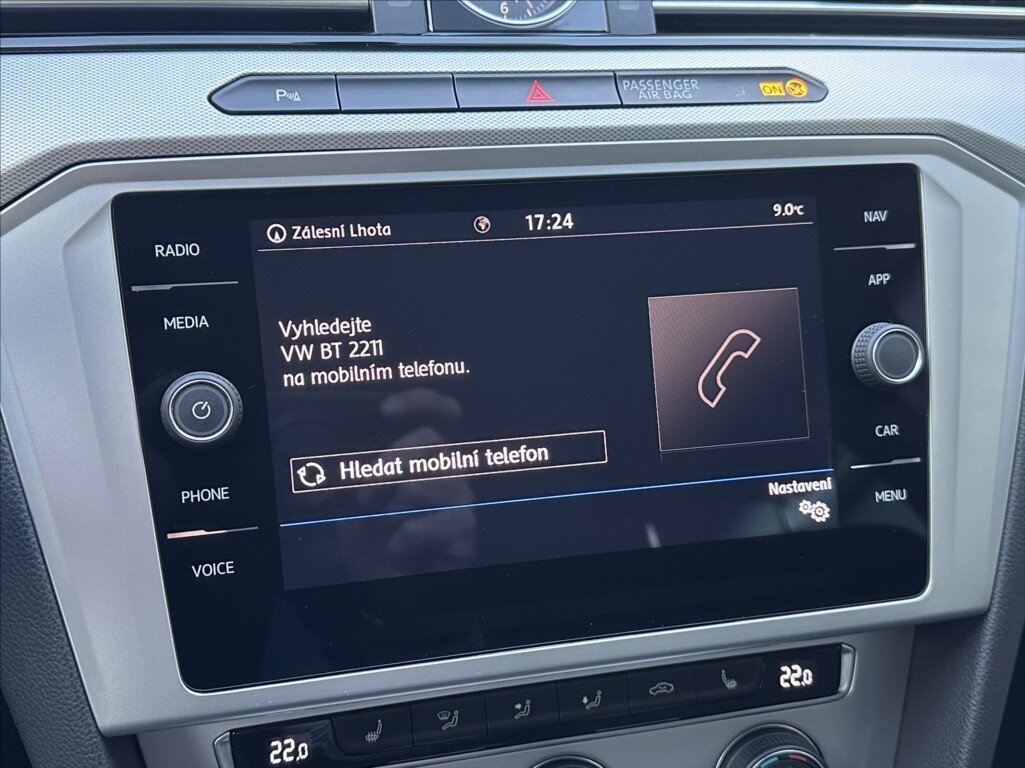 6
P
PASSENGER
AIR BAG
ON
Zálesní Lhota
17:24
9.0°C
RADIO
MEDIA
PHONE
VOICE
Vyhledejte
VW BT 2211
na mobilním telefonu.
Hledat mobilní telefon
Nastavení
NAV
APP
CAR
MENU
22.0
22.0